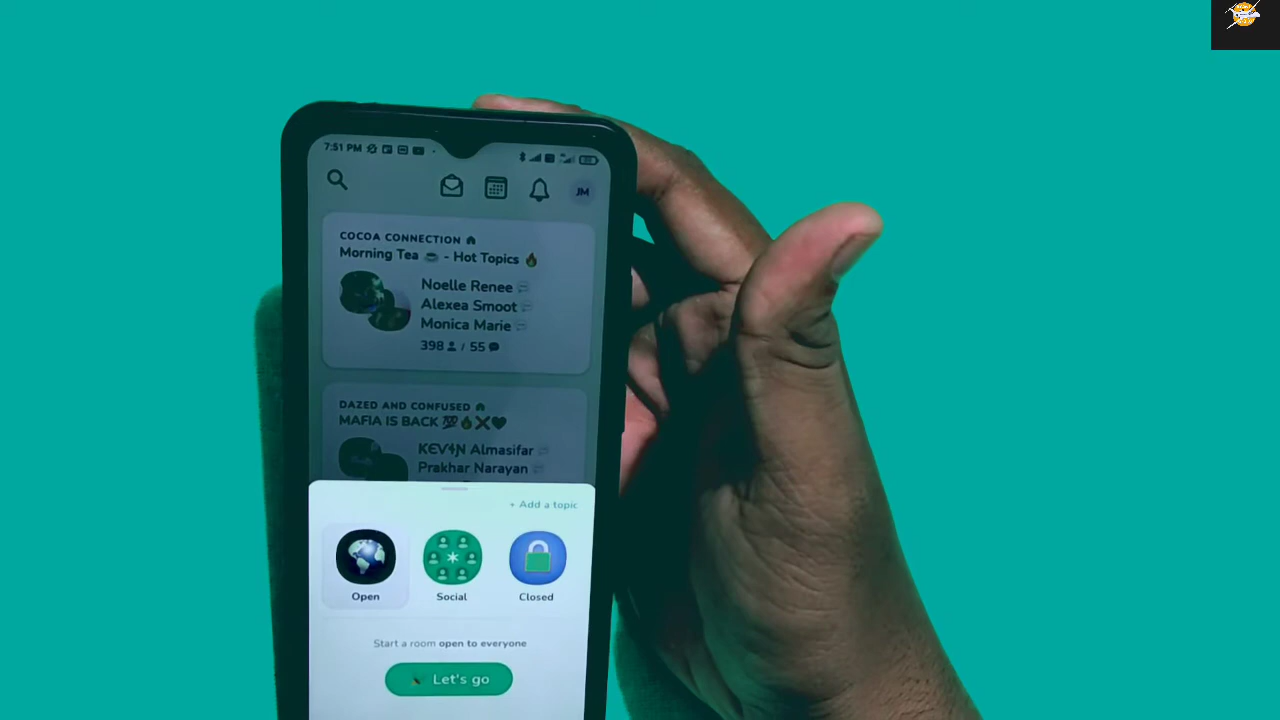 7:51 PM
JM
COCOA CONNECTION
Morning Tea ☕ - Hot Topics 🔥
Noelle Renee
Alexea Smoot
Monica Marie
398 / 55
DAZED AND CONFUSED
MAFIA IS BACK 💯🔥❌🖤
KЄV4Ɲ Almasifar
Prakhar Narayan
+ Add a topic
Open
Social
Closed
Start a room open to everyone
Let's go